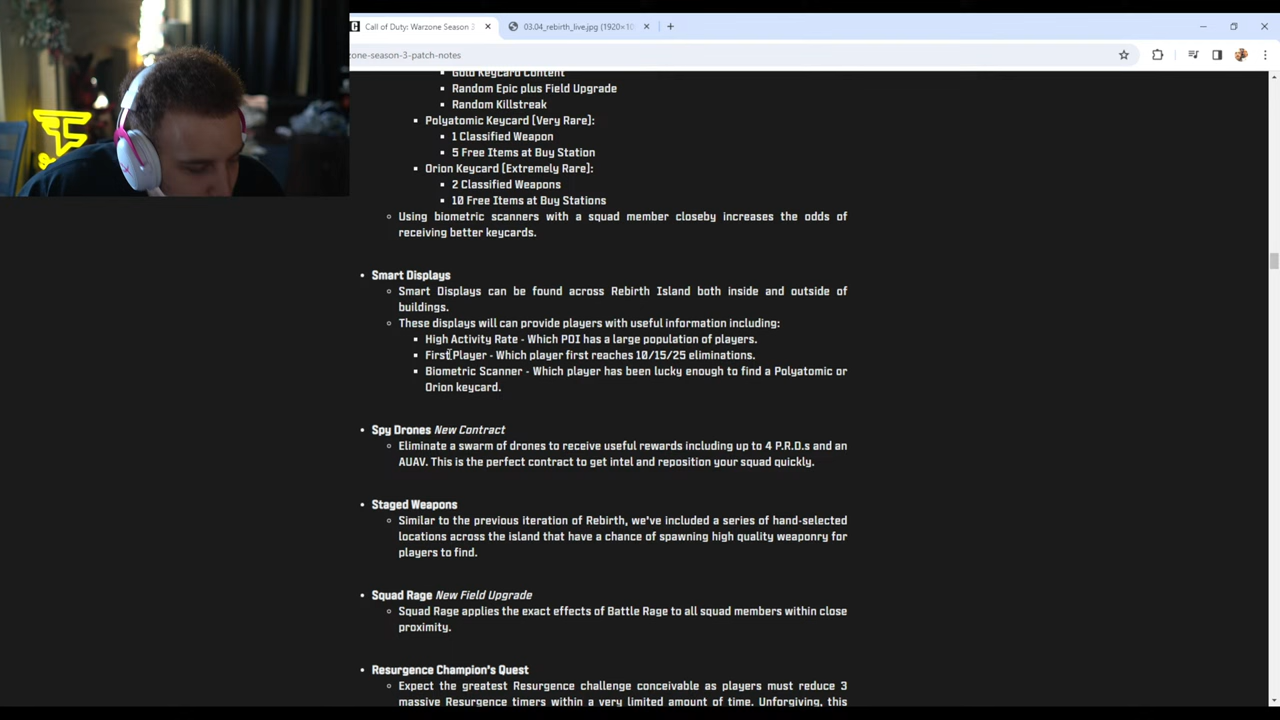 Call of Duty: Warzone Season 3
03.04_rebirth_live.jpg (1920×10
zone-season-3-patch-notes
Gold Keycard Content
Random Epic plus Field Upgrade
Random Killstreak
Polyatomic Keycard (Very Rare):
1 Classified Weapon
5 Free Items at Buy Station
Orion Keycard (Extremely Rare):
2 Classified Weapons
10 Free Items at Buy Stations
Using biometric scanners with a squad member closeby increases the odds of
receiving better keycards.
Smart Displays
Smart Displays can be found across Rebirth Island both inside and outside of
buildings.
These displays will can provide players with useful information including:
High Activity Rate - Which POI has a large population of players.
First Player - Which player first reaches 10/15/25 eliminations.
Biometric Scanner - Which player has been lucky enough to find a Polyatomic or
Orion keycard.
Spy Drones New Contract
Eliminate a swarm of drones to receive useful rewards including up to 4 P.R.D.s and an
AUAV. This is the perfect contract to get intel and reposition your squad quickly.
Staged Weapons
Similar to the previous iteration of Rebirth, we've included a series of hand-selected
locations across the island that have a chance of spawning high quality weaponry for
players to find.
Squad Rage New Field Upgrade
Squad Rage applies the exact effects of Battle Rage to all squad members within close
proximity.
Resurgence Champion's Quest
Expect the greatest Resurgence challenge conceivable as players must reduce 3
massive Resurgence timers within a very limited amount of time. Unforgiving, this